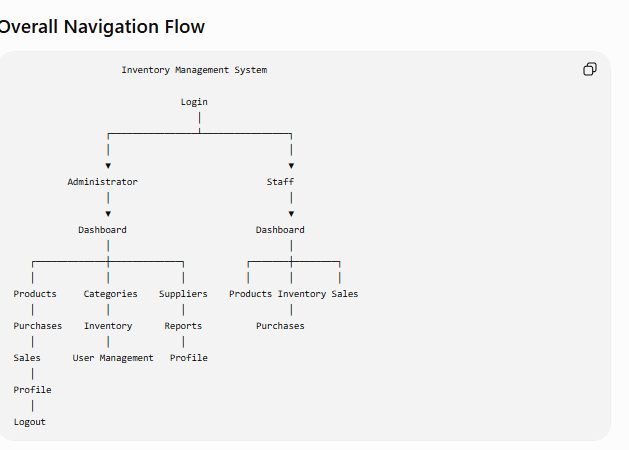 Overall Navigation Flow
Inventory Management System
Login
Administrator Staff
Dashboard Dashboard
Products Categories Suppliers Products Inventory Sales
Purchases Inventory Reports Purchases
Sales User Management Profile
Profile
Logout